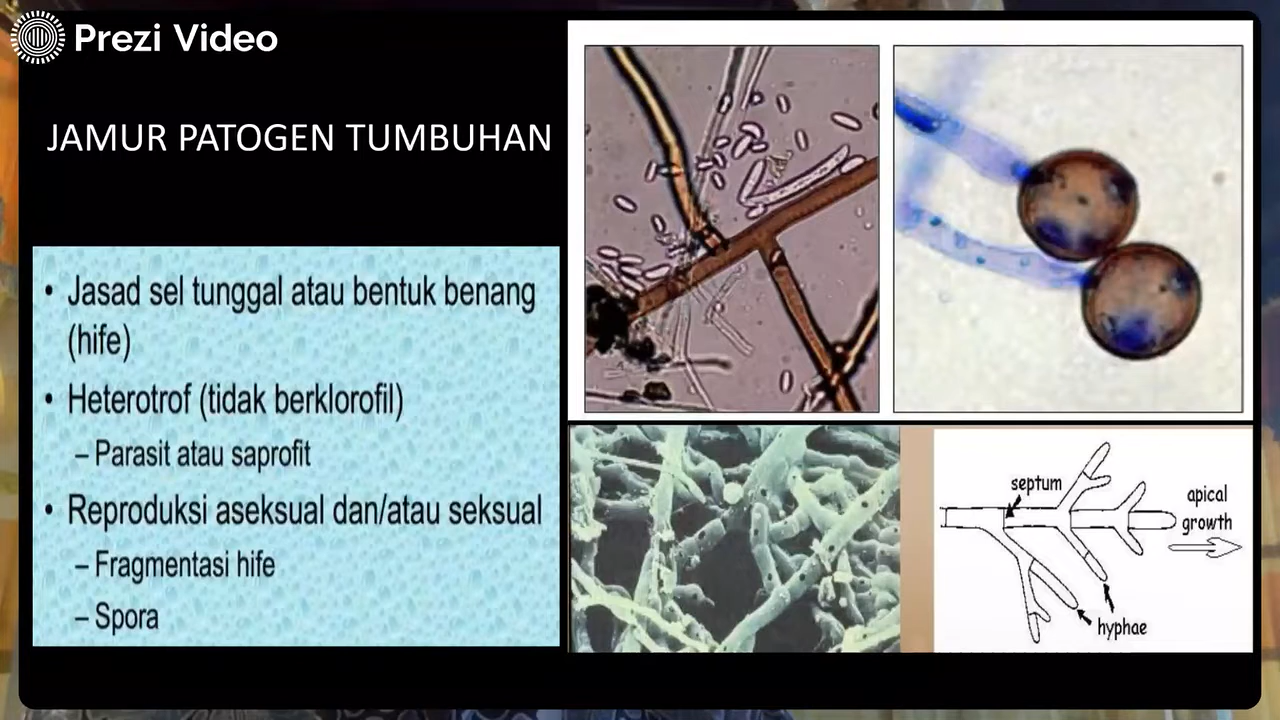 Prezi Video
JAMUR PATOGEN TUMBUHAN
• Jasad sel tunggal atau bentuk benang
(hife)
• Heterotrof (tidak berklorofil)
– Parasit atau saprofit
• Reproduksi aseksual dan/atau seksual
– Fragmentasi hife
– Spora
septum
apical
growth
hyphae